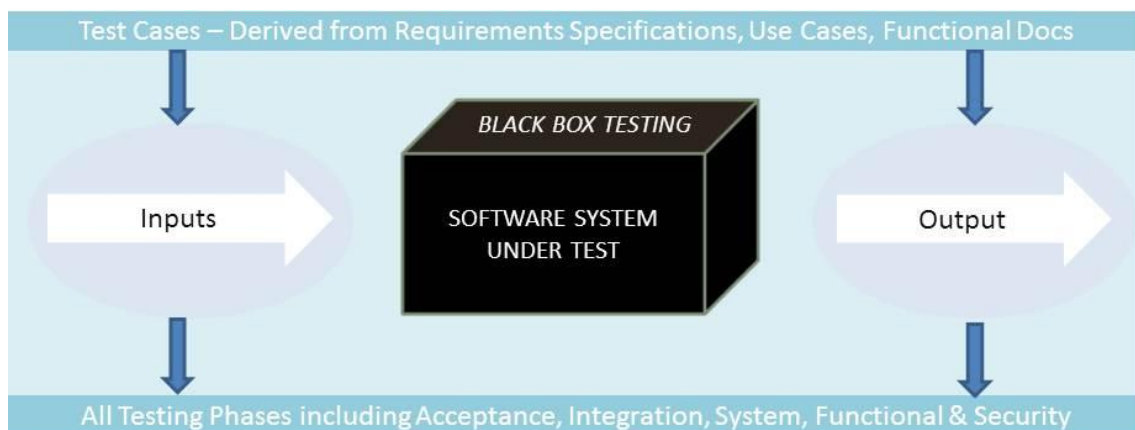 Test Cases – Derived from Requirements Specifications, Use Cases, Functional Docs
BLACK BOX TESTING
Inputs
SOFTWARE SYSTEM
UNDER TEST
Output
All Testing Phases including Acceptance, Integration, System, Functional & Security